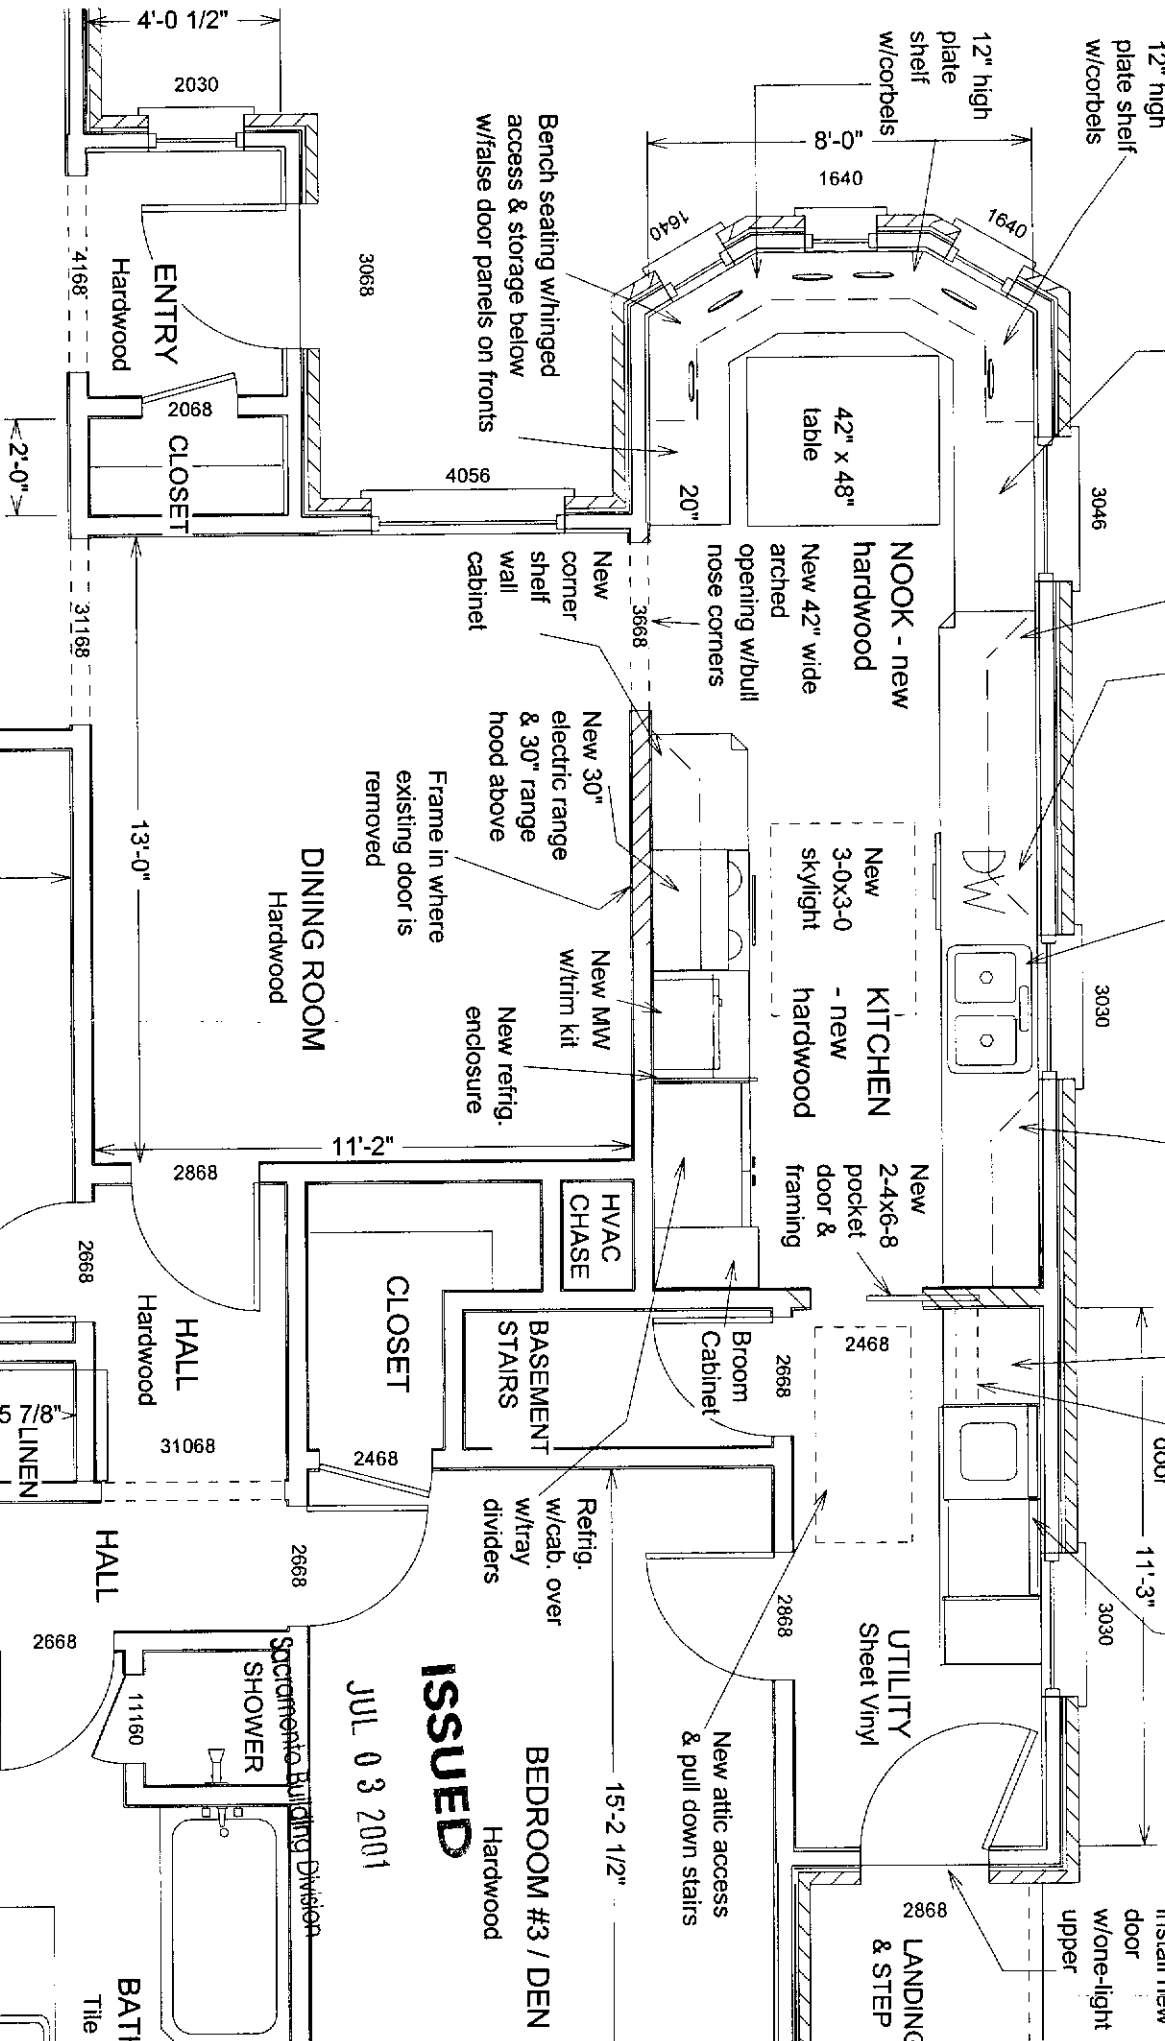 12" high
plate shelf
w/corbels
12" high
plate
shelf
w/corbels
4'-0 1/2"
2030
8'-0"
1640
1640
1640
Bench seating w/hinged
access & storage below
w/false door panels on fronts
3068
4168
ENTRY
Hardwood
2068
CLOSET
2'-0"
4056
42" x 48"
table
20"
3046
NOOK - new
hardwood
New 42" wide
arched
opening w/bull
nose corners
3668
New
corner
shelf
wall
cabinet
31168
13'-0"
DINING ROOM
Hardwood
11'-2"
New 30"
electric range
& 30" range
hood above
Frame in where
existing door is
removed
New
3-0x3-0
skylight
KITCHEN
- new
hardwood
DW
3030
New MW
w/trim kit
New refrig.
enclosure
New
2-4x6-8
pocket
door &
framing
HVAC
CHASE
2868
2668
HALL
Hardwood
CLOSET
BASEMENT
STAIRS
Broom
Cabinet
2668
2468
door
11'-3"
3030
5 7/8"
LINEN
31068
2468
Refrig.
w/cab. over
w/tray
dividers
HALL
2668
2668
2868
UTILITY
Sheet Vinyl
11160
SHOWER
Sacramento Building Division
JUL 03 2001
ISSUED
BEDROOM #3 / DEN
Hardwood
15'-2 1/2"
New attic access
& pull down stairs
2868
LANDING
& STEP
Install new
door
w/one-light
upper
Tile